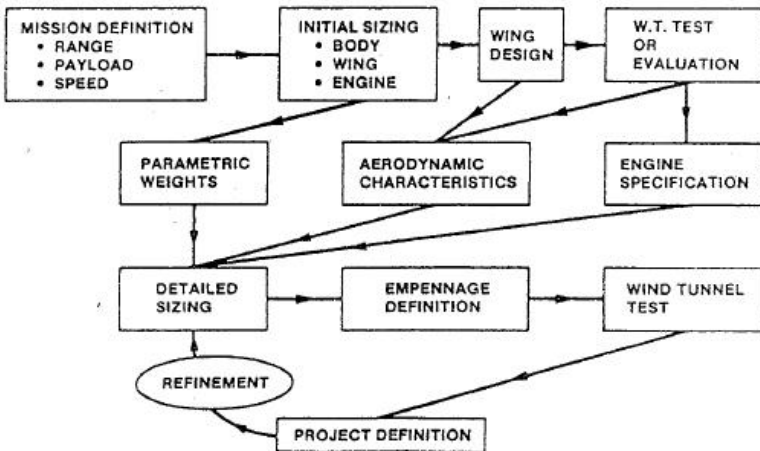 MISSION DEFINITION
• RANGE
• PAYLOAD
• SPEED
INITIAL SIZING
• BODY
• WING
• ENGINE
WING
DESIGN
W.T. TEST
OR
EVALUATION
PARAMETRIC
WEIGHTS
AERODYNAMIC
CHARACTERISTICS
ENGINE
SPECIFICATION
DETAILED
SIZING
EMPENNAGE
DEFINITION
WIND TUNNEL
TEST
REFINEMENT
PROJECT DEFINITION